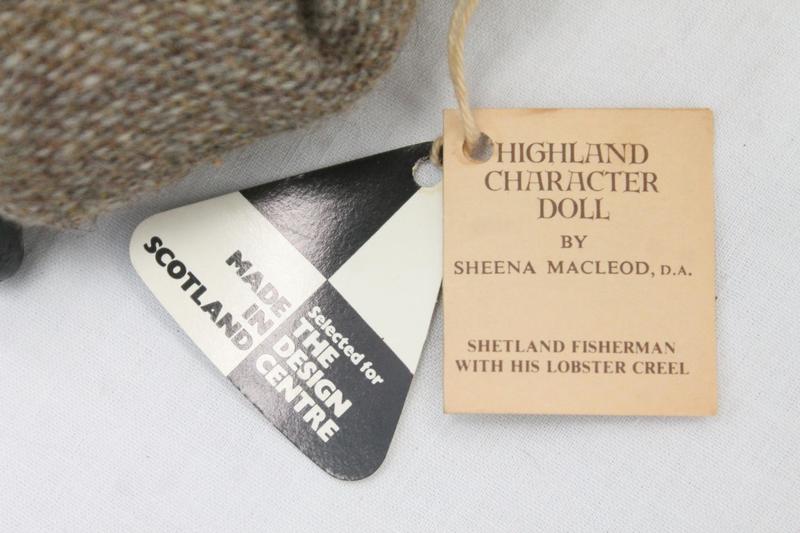 HIGHLAND
CHARACTER
DOLL
BY
SHEENA MACLEOD, D.A.
SHETLAND FISHERMAN
WITH HIS LOBSTER CREEL
MADE
IN
SCOTLAND
Selected for
THE
DESIGN
CENTRE